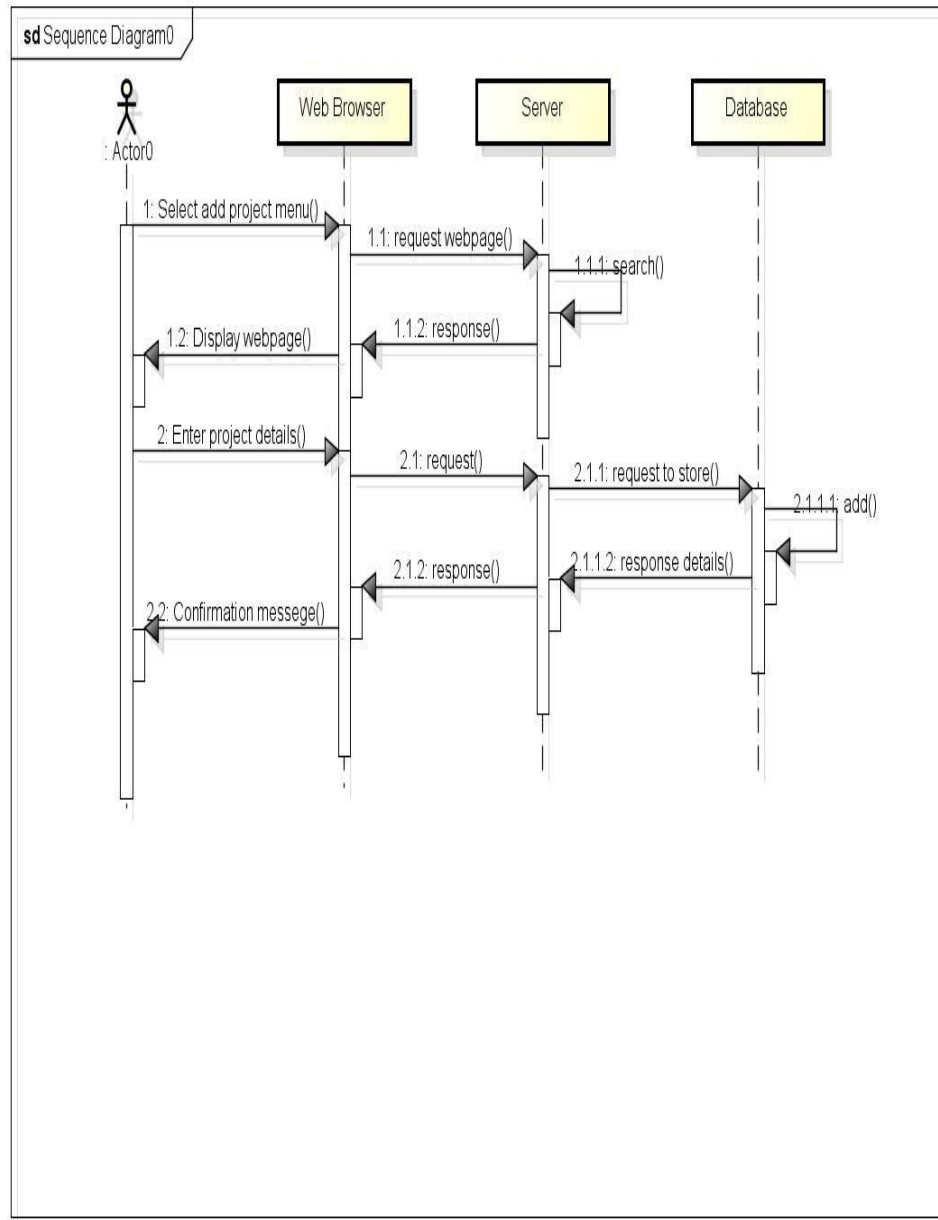 sd Sequence Diagram0
Web Browser
Server
Database
: Actor0
1: Select add project menu()
1.1: request webpage()
1.1.1: search()
1.1.2: response()
1.2: Display webpage()
2: Enter project details()
2.1: request()
2.1.1: request to store()
2.1.1.1: add()
2.1.1.2: response details()
2.1.2: response()
2.2: Confirmation messege()